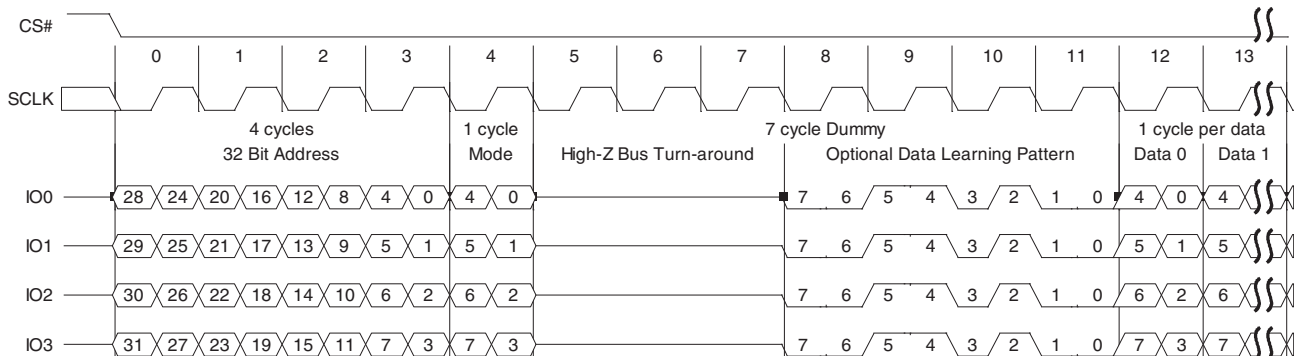 CS#
0 1 2 3 4 5 6 7 8 9 10 11 12 13
SCLK
4 cycles 1 cycle 7 cycle Dummy 1 cycle per data
32 Bit Address Mode High-Z Bus Turn-around Optional Data Learning Pattern Data 0 Data 1
IO0 28 24 20 16 12 8 4 0 4 0 7 6 5 4 3 2 1 0 4 0 4
IO1 29 25 21 17 13 9 5 1 5 1 7 6 5 4 3 2 1 0 5 1 5
IO2 30 26 22 18 14 10 6 2 6 2 7 6 5 4 3 2 1 0 6 2 6
IO3 31 27 23 19 15 11 7 3 7 3 7 6 5 4 3 2 1 0 7 3 7